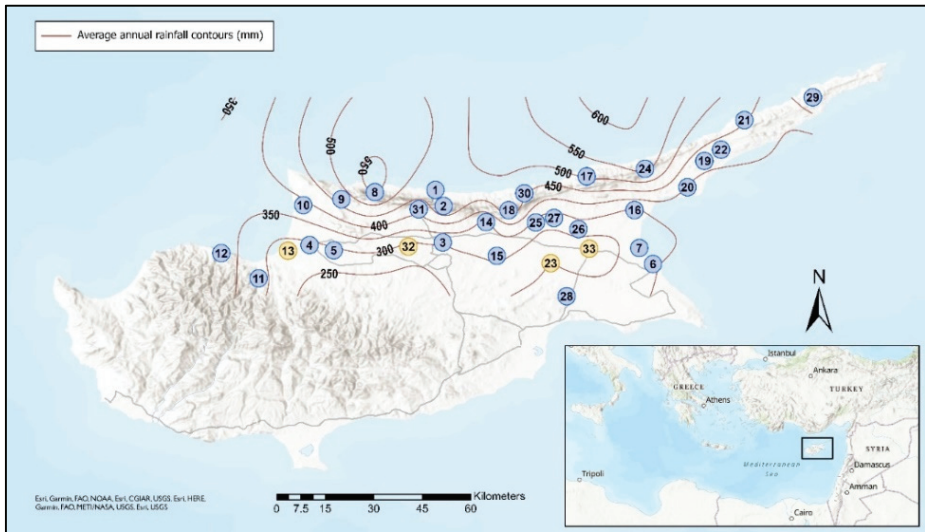 Average annual rainfall contours (mm)
350
600
29
21
500
550
22
19
24
500
17
550
450
20
8
1
30
9
10
31
2
18
16
350
400
14
25
27
26
12
13
4
5
300
32
3
15
33
7
6
23
11
250
28
N
Istanbul
Ankara
GREECE
TURKEY
Athens
SYRIA
Mediterranean
Sea
Damascus
Tripoli
Amman
Cairo
Esri, Garmin, FAO, NOAA, Esri, CGIAR, USGS, Esri, HERE,
Garmin, FAO, METI/NASA, USGS, Esri, USGS
0 7.5 15 30 45 60 Kilometers